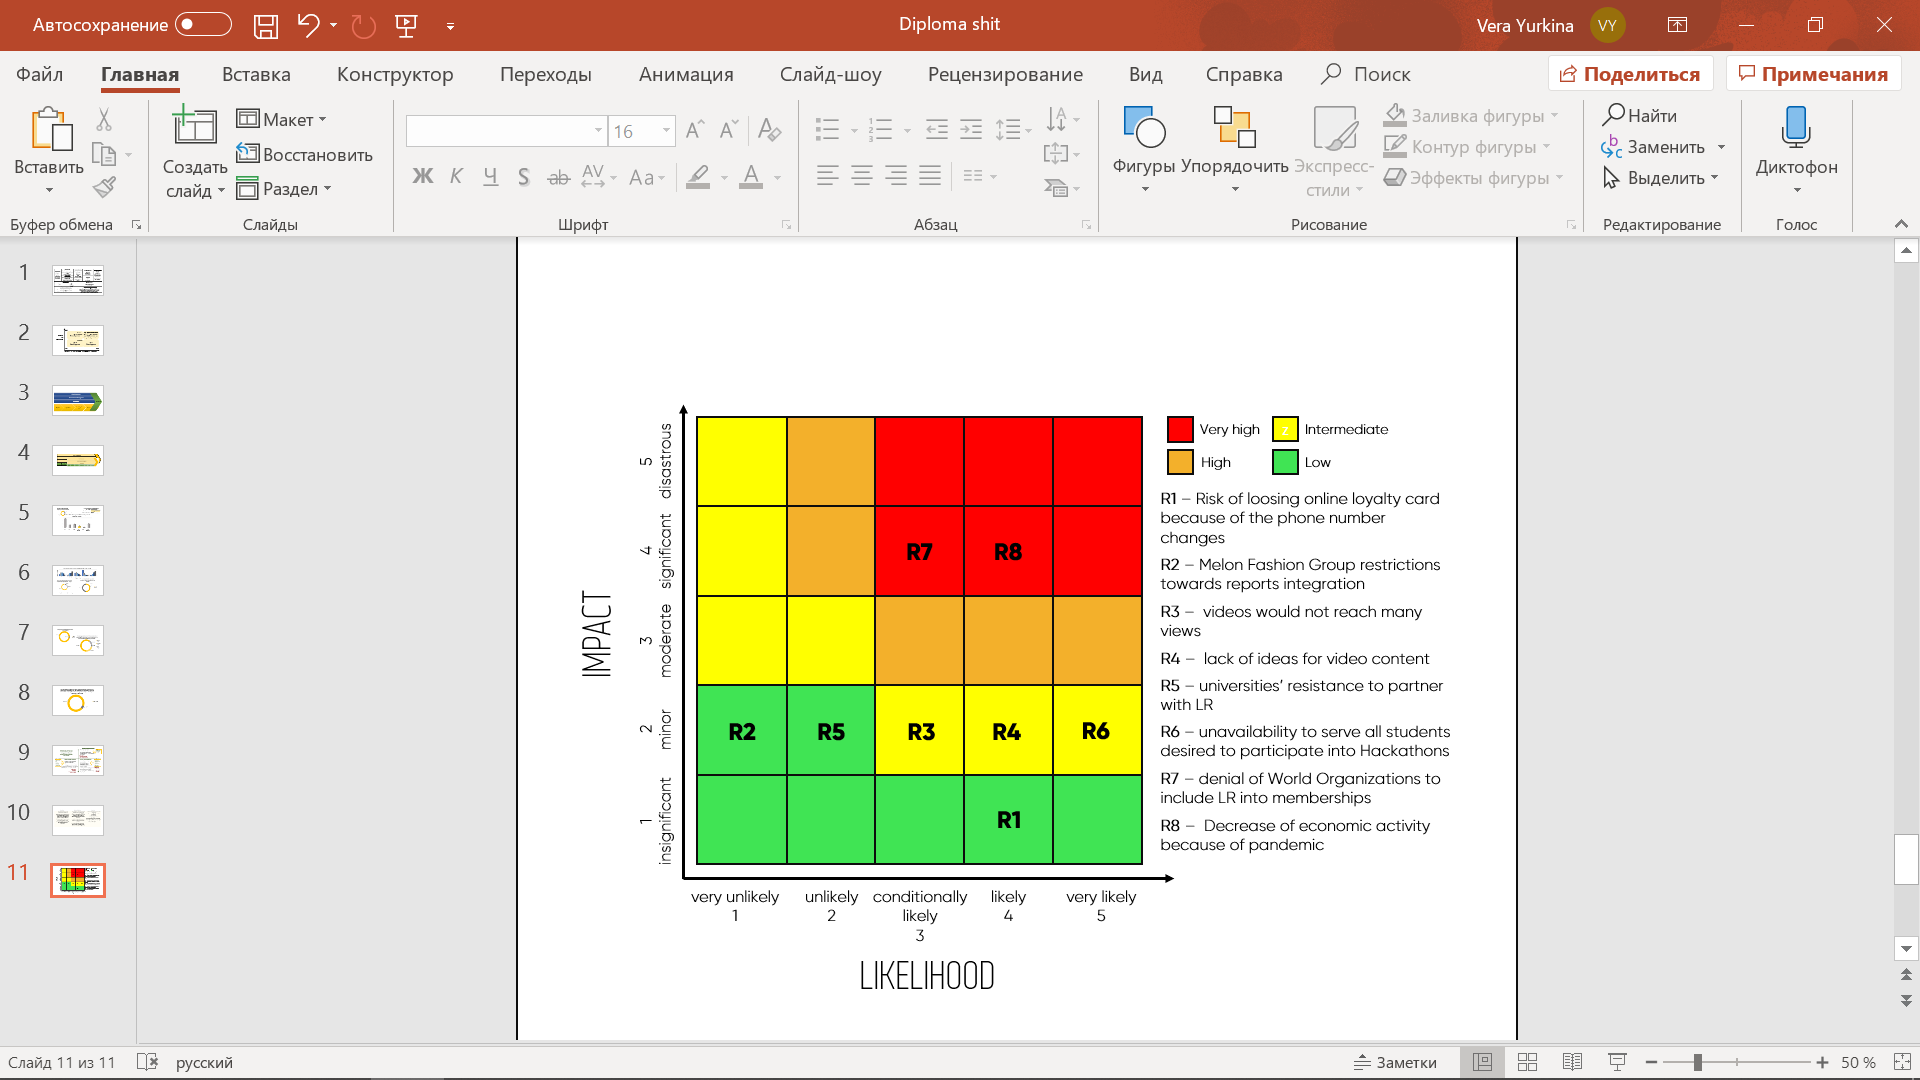 Автосохранение
Diploma shit
Vera Yurkina
VY
Файл
Главная
Вставка
Конструктор
Переходы
Анимация
Слайд-шоу
Рецензирование
Вид
Справка
Поиск
Поделиться
Примечания
Вставить
Создать
слайд
Макет
Восстановить
Раздел
16
Ж К Ч S ab AV Aa A
Фигуры
Упорядочить
Экспресс-
стили
Заливка фигуры
Контур фигуры
Эффекты фигуры
Найти
Заменить
Выделить
Диктофон
Буфер обмена
Слайды
Шрифт
Абзац
Рисование
Редактирование
Голос
1
2
3
4
5
6
7
8
9
10
11
IMPACT
5
disastrous
4
significant
3
moderate
2
minor
1
insignificant
R7 R8
R2 R5 R3 R4 R6
R1
very unlikely
1
unlikely
2
conditionally
likely
3
likely
4
very likely
5
LIKELIHOOD
Very high
2
Intermediate
High
Low
R1 – Risk of loosing online loyalty card
because of the phone number
changes
R2 – Melon Fashion Group restrictions
towards reports integration
R3 – videos would not reach many
views
R4 – lack of ideas for video content
R5 – universities’ resistance to partner
with LR
R6 – unavailability to serve all students
desired to participate into Hackathons
R7 – denial of World Organizations to
include LR into memberships
R8 – Decrease of economic activity
because of pandemic
Слайд 11 из 11
русский
Заметки
50 %